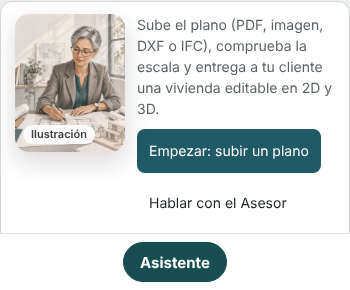 Sube el plano (PDF, imagen,
DXF o IFC), comprueba la
escala y entrega a tu cliente
una vivienda editable en 2D y
3D.
Ilustración
Empezar: subir un plano
Hablar con el Asesor
Asistente